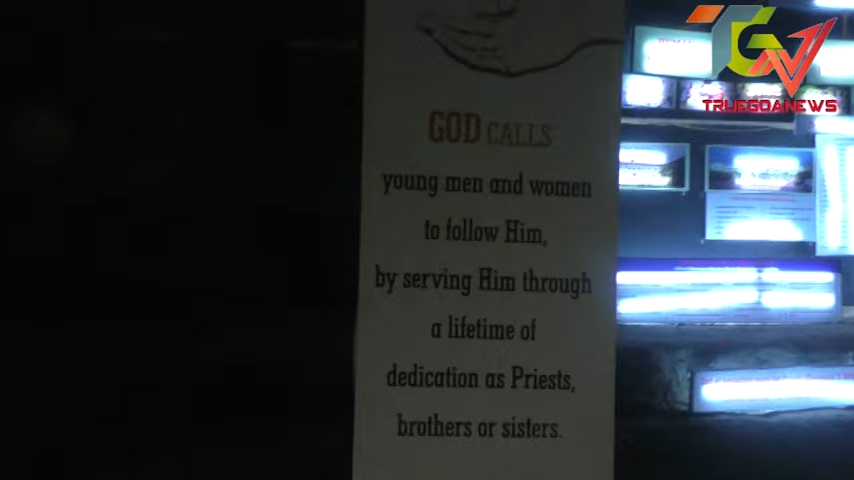 TGN
TRUEGOANEWS
GOD CALLS
young men and women
to follow Him,
by serving Him through
a lifetime of
dedication as Priests,
brothers or sisters.